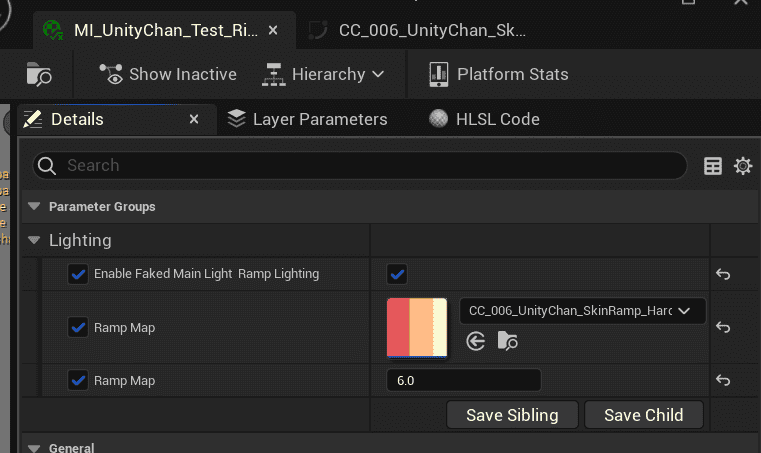 MI_UnityChan_Test_Ri...
CC_006_UnityChan_Sk...
Show Inactive
Hierarchy
Platform Stats
Details
Layer Parameters
HLSL Code
Search
Parameter Groups
Lighting
Enable Faked Main Light Ramp Lighting
Ramp Map
CC_006_UnityChan_SkinRamp_Harc
Ramp Map
6.0
Save Sibling
Save Child
General